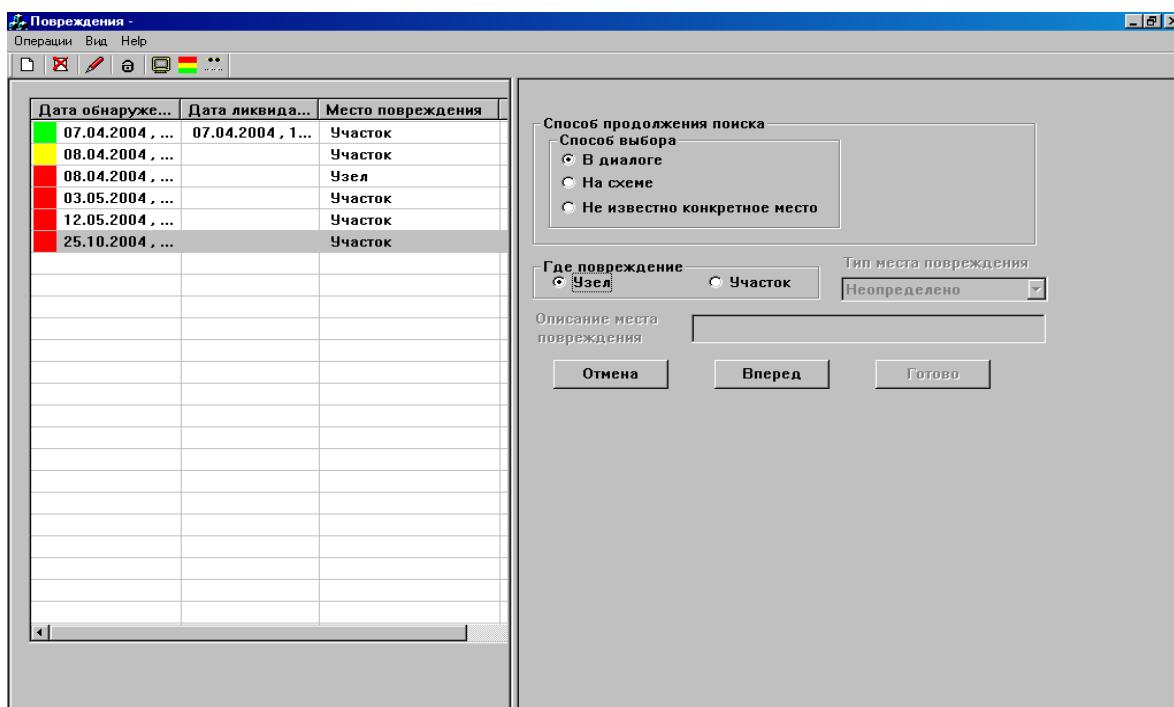 Повреждения -
Операции Вид Help
Дата обнаруже... Дата ликвида... Место повреждения
07.04.2004 , ... 07.04.2004 , 1... Участок
08.04.2004 , ... Участок
08.04.2004 , ... Узел
03.05.2004 , ... Участок
12.05.2004 , ... Участок
25.10.2004 , ... Участок
Способ продолжения поиска
Способ выбора
В диалоге
На схеме
Не известно конкретное место
Где повреждение
Узел Участок
Тип места повреждения
Неопределено
Описание места
повреждения
Отмена Вперед Готово